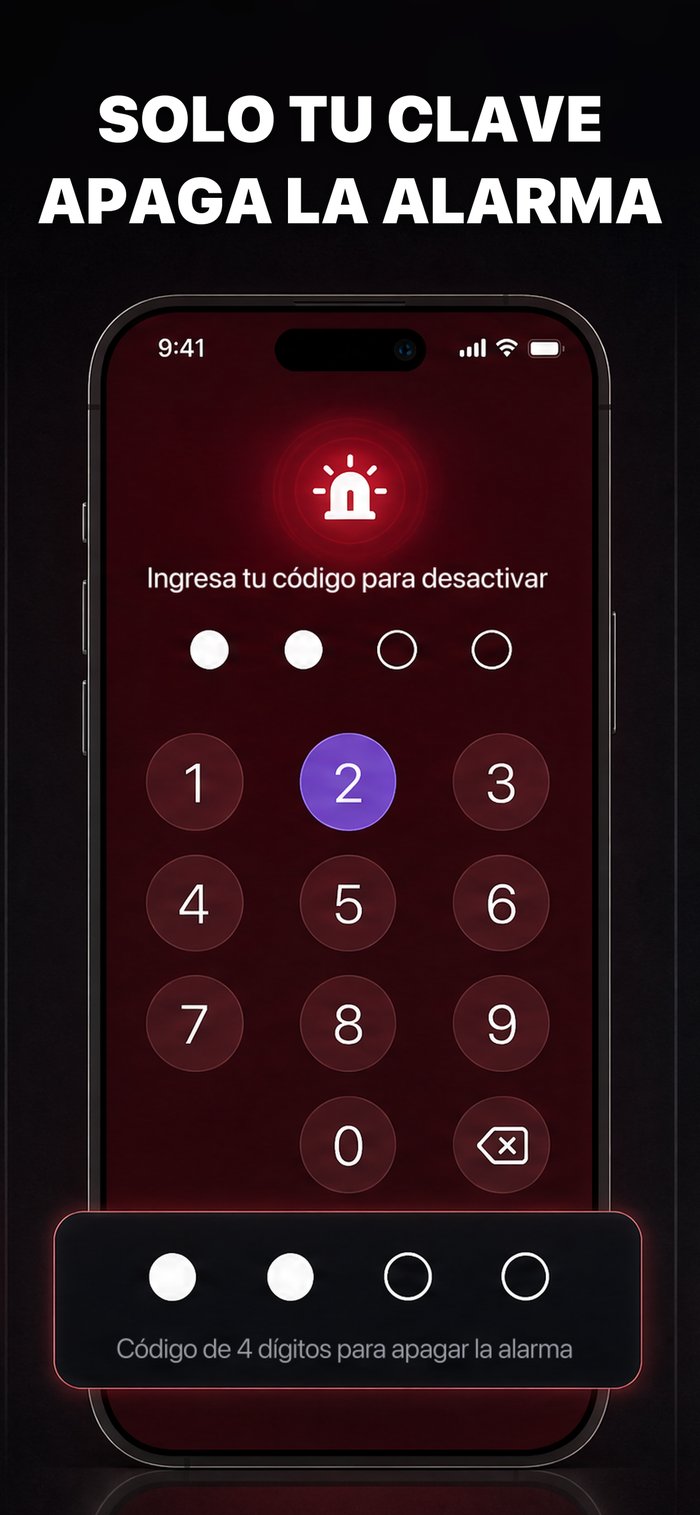 SOLO TU CLAVE
APAGA LA ALARMA
9:41
Ingresa tu código para desactivar
1 2 3
4 5 6
7 8 9
0
Código de 4 dígitos para apagar la alarma